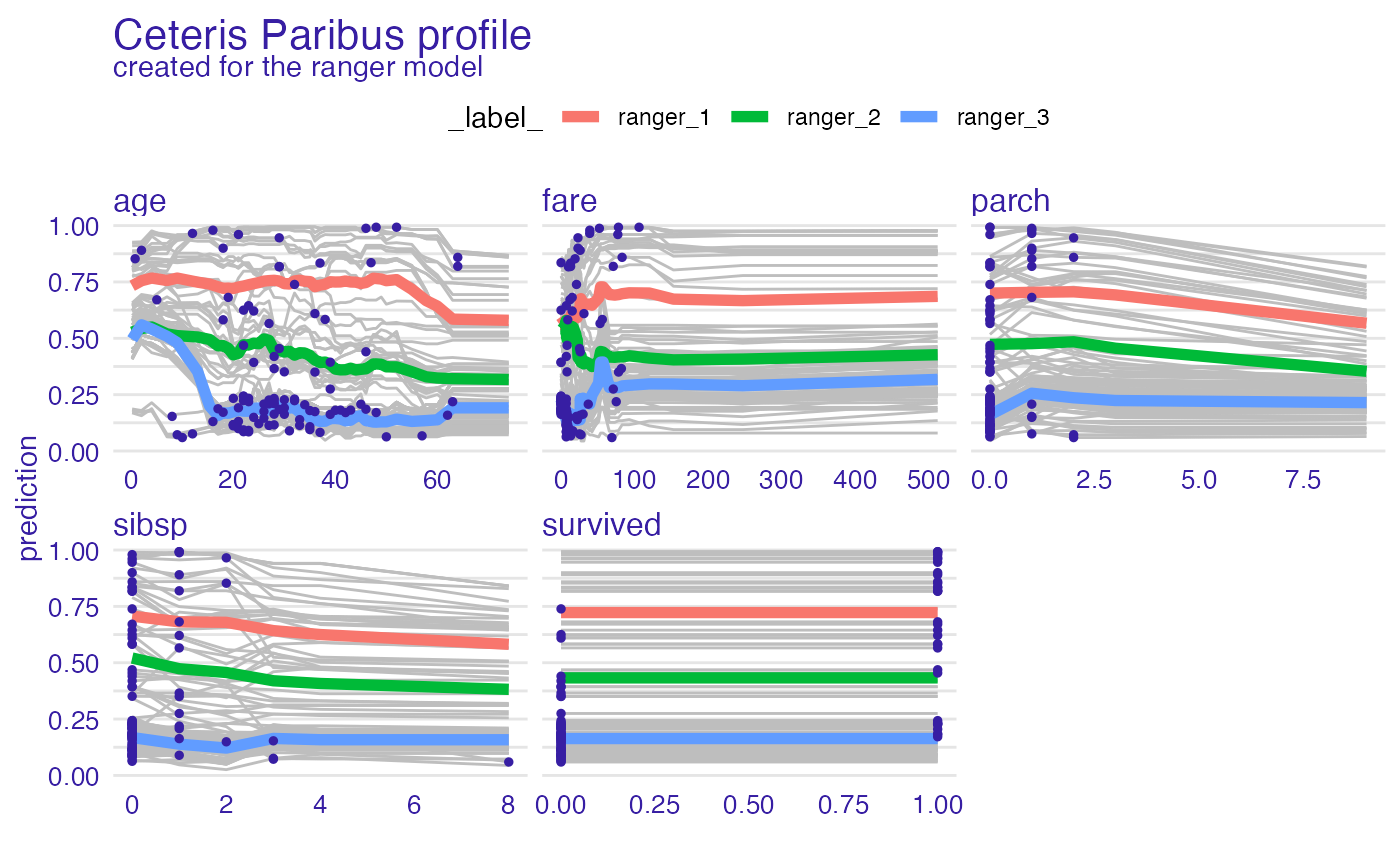 Ceteris Paribus profile
created for the ranger model
_label_ ranger_1 ranger_2 ranger_3
age fare parch
1.00
0.75
0.50
0.25
0.00
0 20 40 60 0 100 200 300 400 500 0.0 2.5 5.0 7.5
prediction
sibsp survived
1.00
0.75
0.50
0.25
0.00
0 2 4 6 8 0.00 0.25 0.50 0.75 1.00